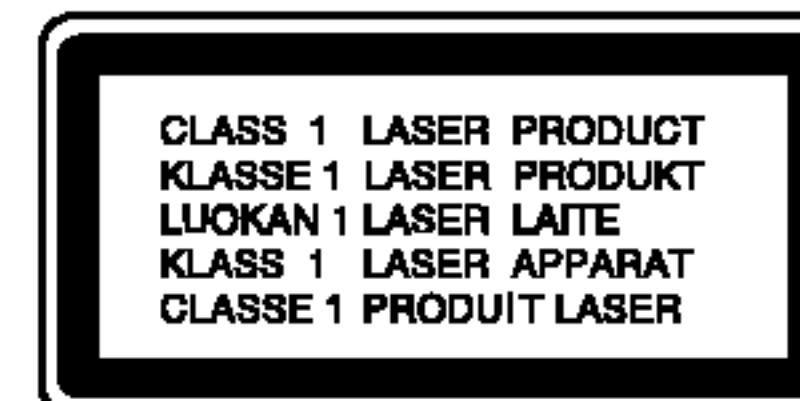 CLASS 1 LASER PRODUCT
KLASSE 1 LASER PRODUKT
LUOKAN 1 LASER LAITE
KLASS 1 LASER APPARAT
CLASSE 1 PRODUIT LASER